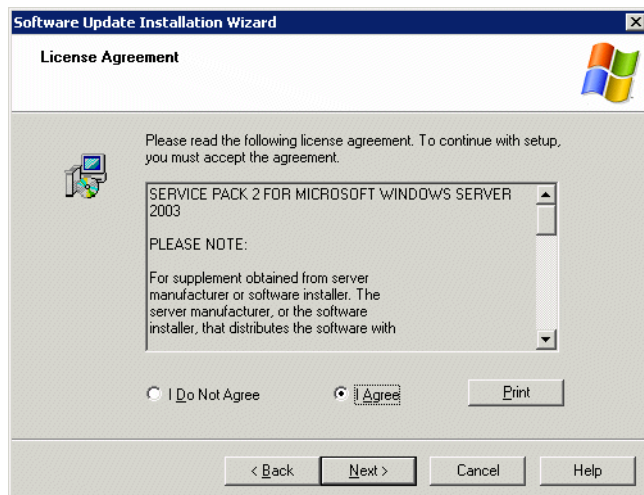 Software Update Installation Wizard
License Agreement
Please read the following license agreement. To continue with setup,
you must accept the agreement.
SERVICE PACK 2 FOR MICROSOFT WINDOWS SERVER
2003
PLEASE NOTE:
For supplement obtained from server
manufacturer or software installer. The
server manufacturer, or the software
installer, that distributes the software with
I Do Not Agree
I Agree
Print
< Back
Next >
Cancel
Help